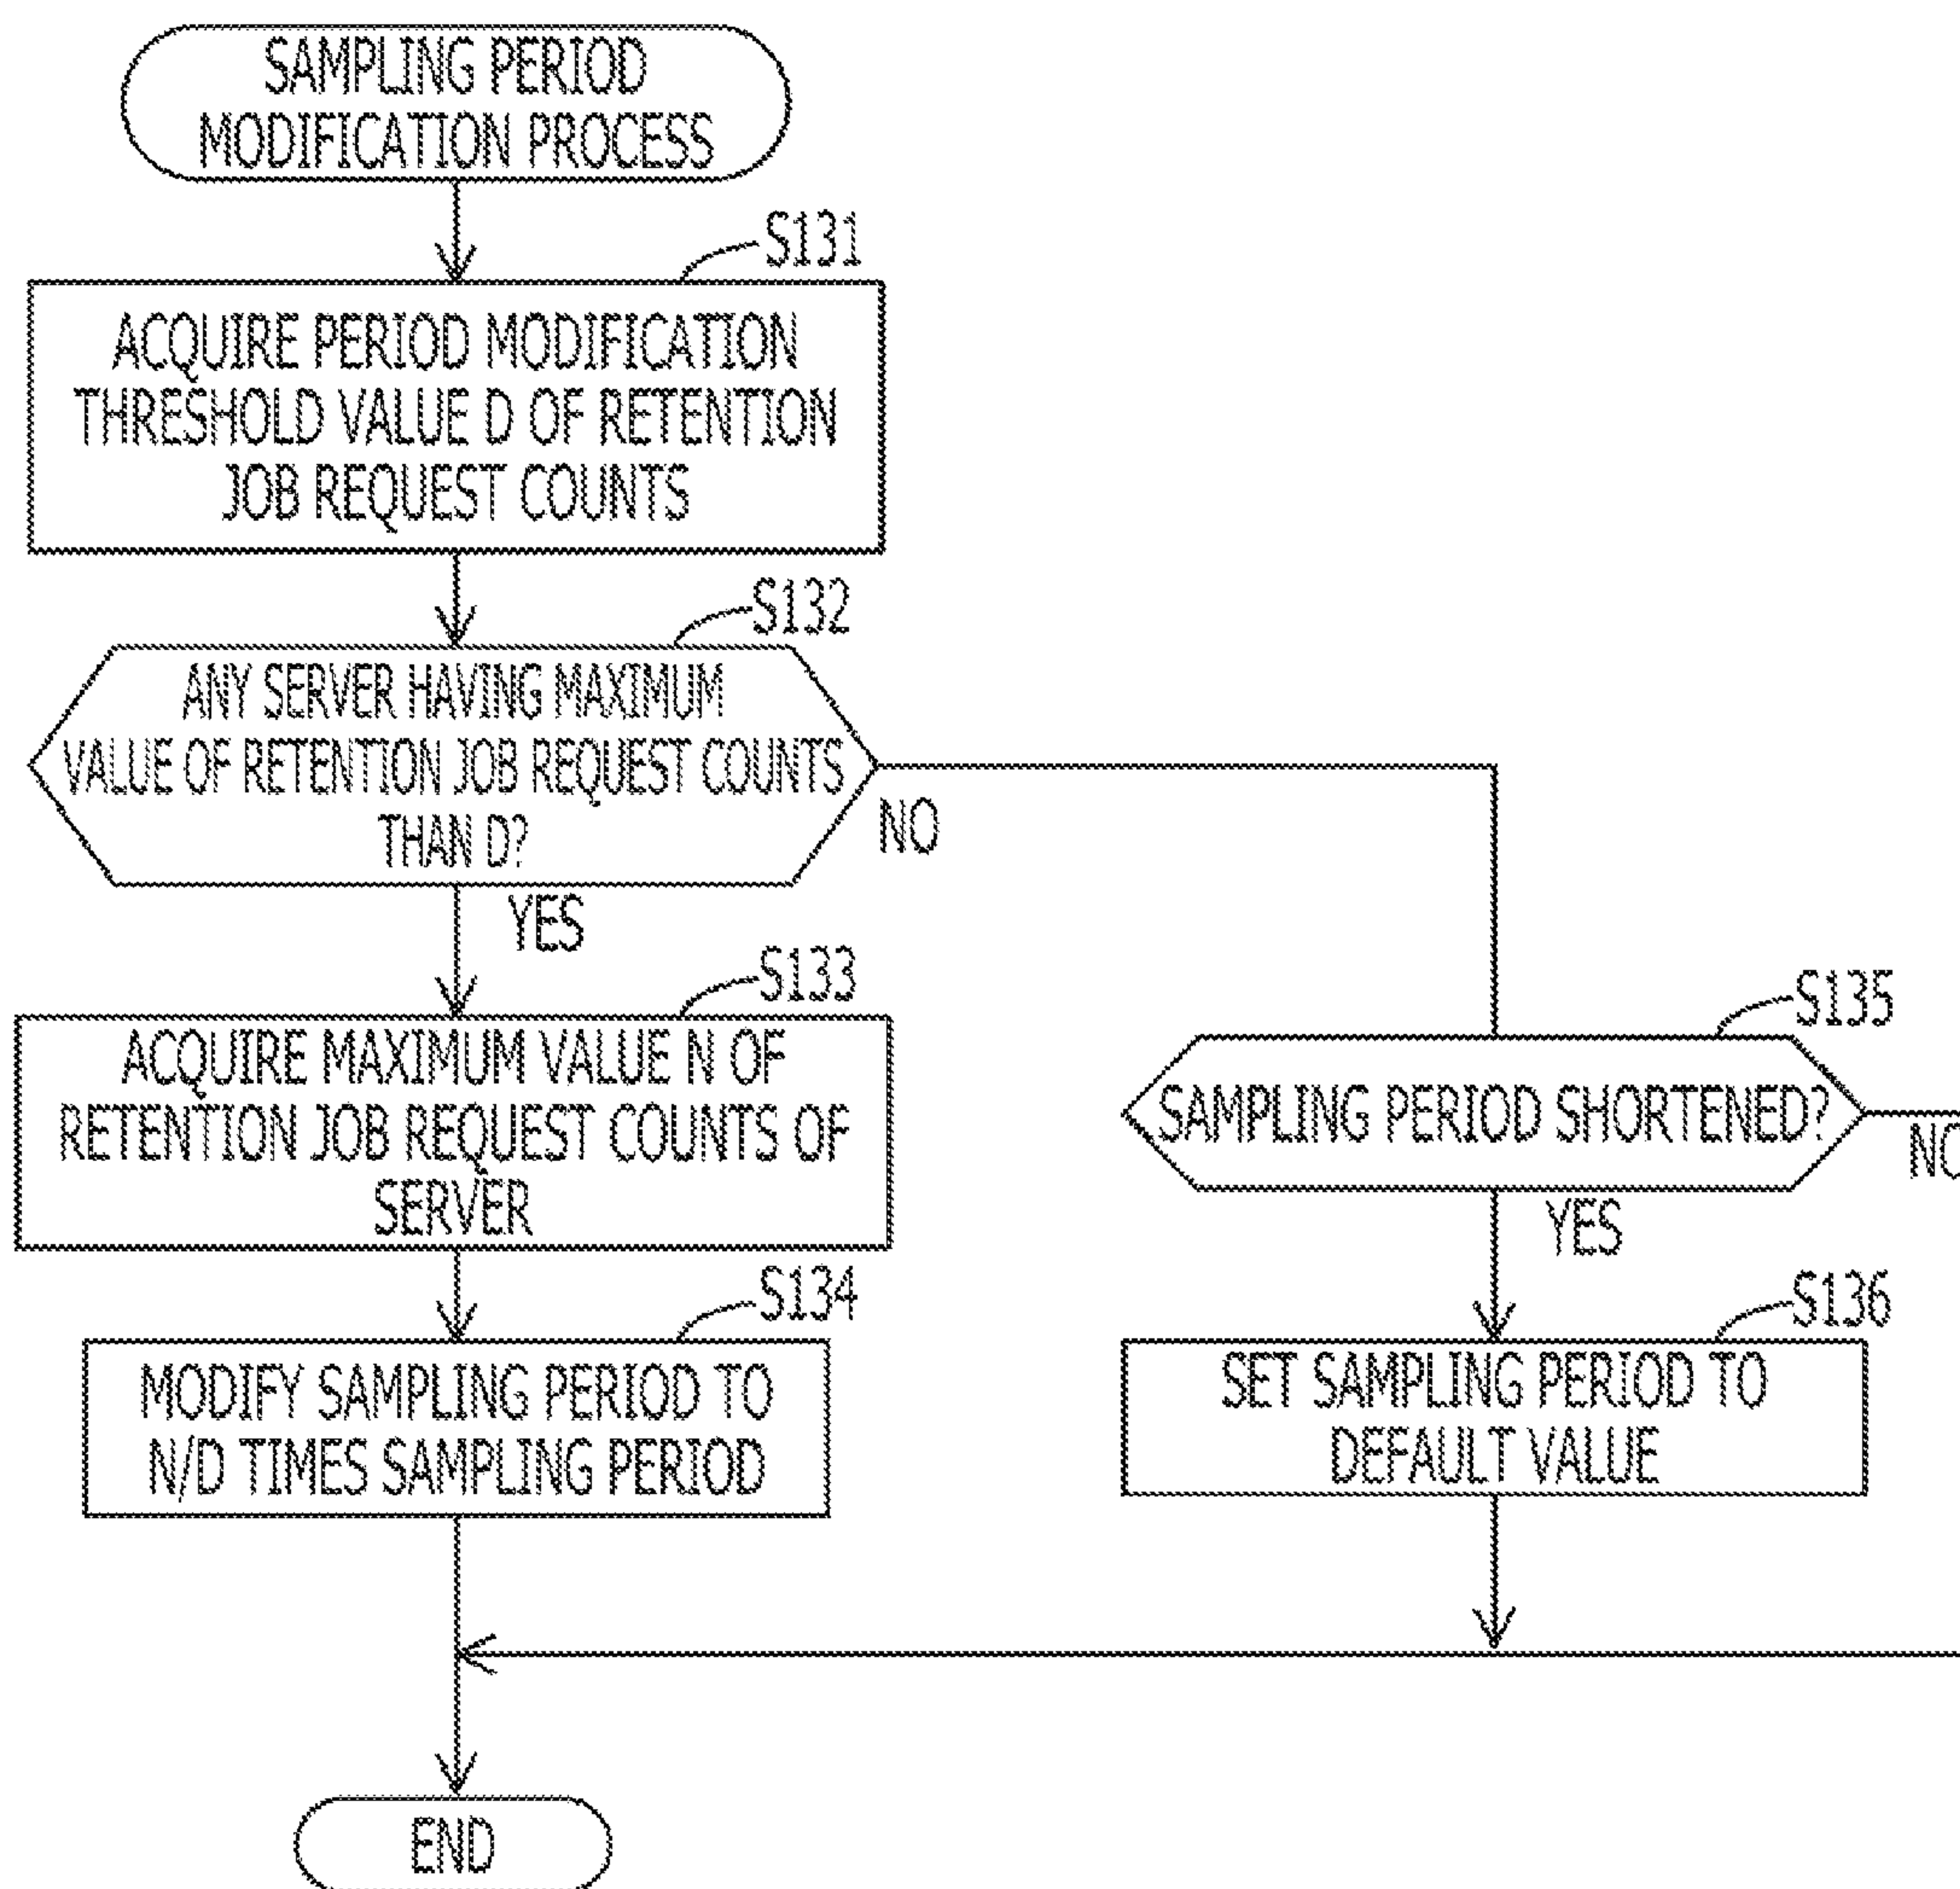 SAMPLING PERIOD
MODIFICATION PROCESS
S131
ACQUIRE PERIOD MODIFICATION
THRESHOLD VALUE D OF RETENTION
JOB REQUEST COUNTS
S132
ANY SERVER HAVING MAXIMUM
VALUE OF RETENTION JOB REQUEST COUNTS
THAN D?
NO
YES
S133
ACQUIRE MAXIMUM VALUE N OF
RETENTION JOB REQUEST COUNTS OF
SERVER
S134
MODIFY SAMPLING PERIOD TO
N/D TIMES SAMPLING PERIOD
S135
SAMPLING PERIOD SHORTENED?
NO
YES
S136
SET SAMPLING PERIOD TO
DEFAULT VALUE
END